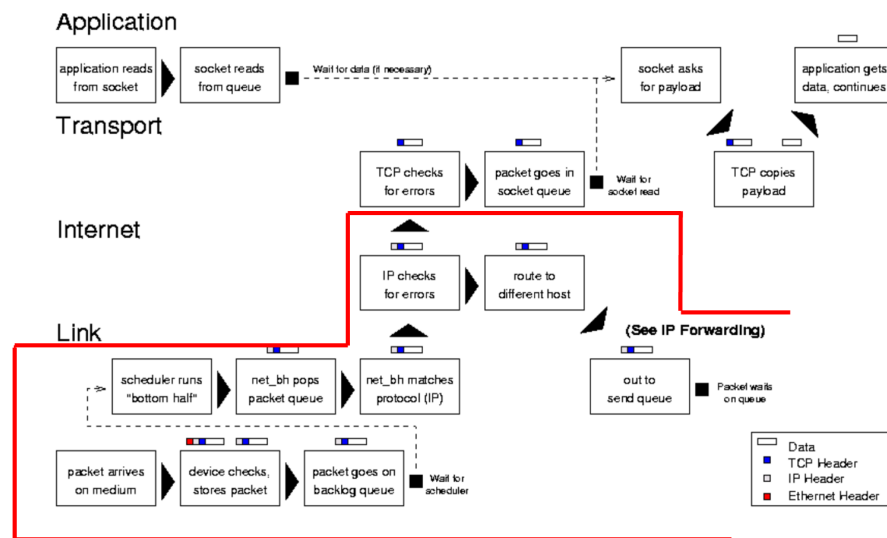 Application
application reads
from socket
socket reads
from queue
Wait for data (if necessary)
socket asks
for payload
application gets
data, continues
Transport
TCP checks
for errors
packet goes in
socket queue
Wait for
socket read
TCP copies
payload
Internet
IP checks
for errors
route to
different host
(See IP Forwarding)
Link
scheduler runs
"bottom half"
net_bh pops
packet queue
net_bh matches
protocol (IP)
out to
send queue
Packet waits
on queue
packet arrives
on medium
device checks,
stores packet
packet goes on
backlog queue
Wait for
scheduler
Data
TCP Header
IP Header
Ethernet Header